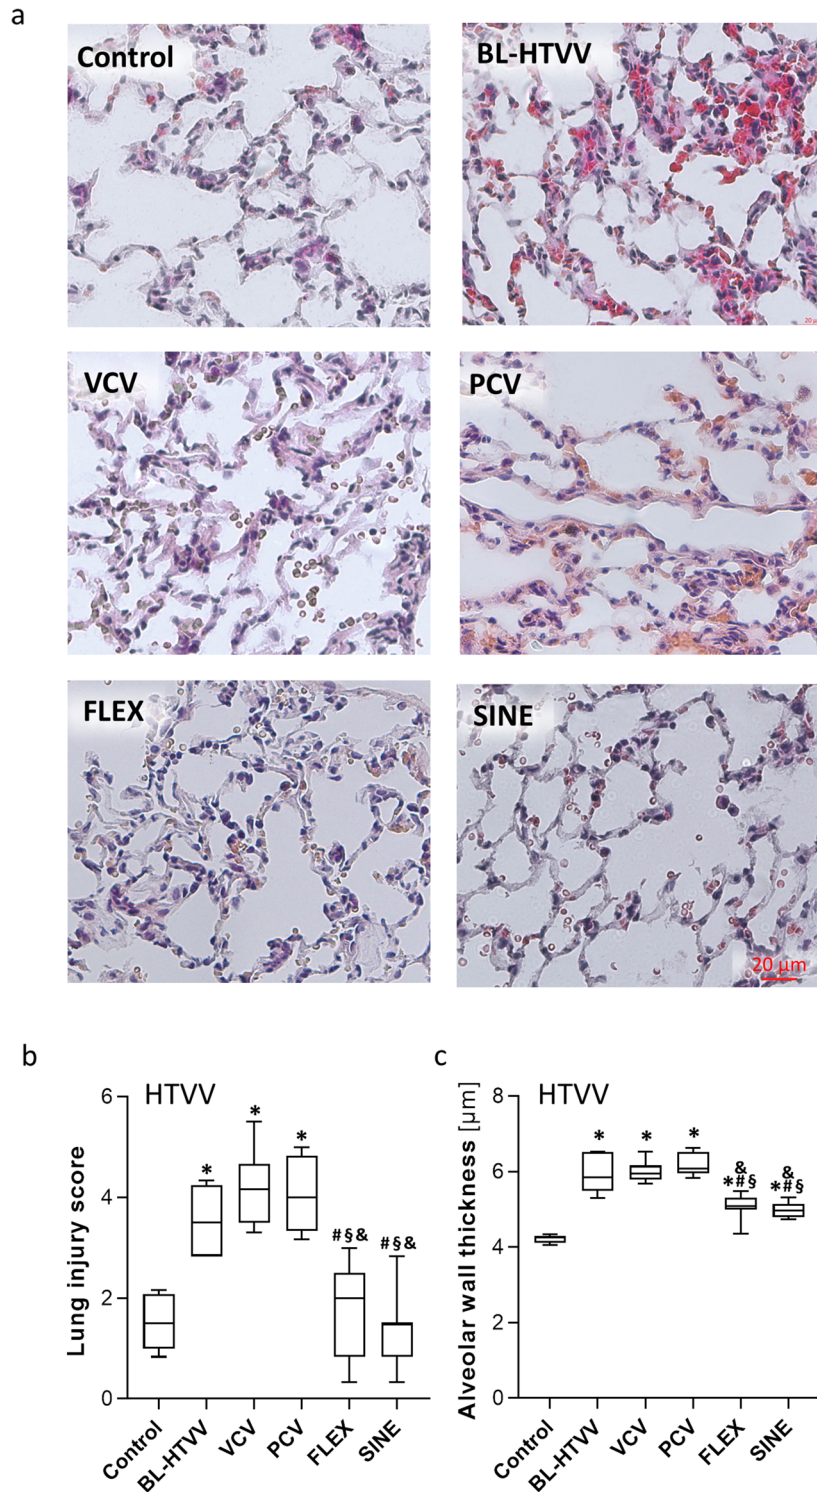 a
Control
BL-HTVV
20 µ
VCV
PCV
FLEX
SINE
20 µm
b
HTVV
Lung injury score
6
4
2
0
*
*
*
#§&
#§&
Control
BL-HTVV
VCV
PCV
FLEX
SINE
c
HTVV
Alveolar wall thickness [µm]
8
6
4
2
0
*
*
*
&
*#§
&
*#§
Control
BL-HTVV
VCV
PCV
FLEX
SINE